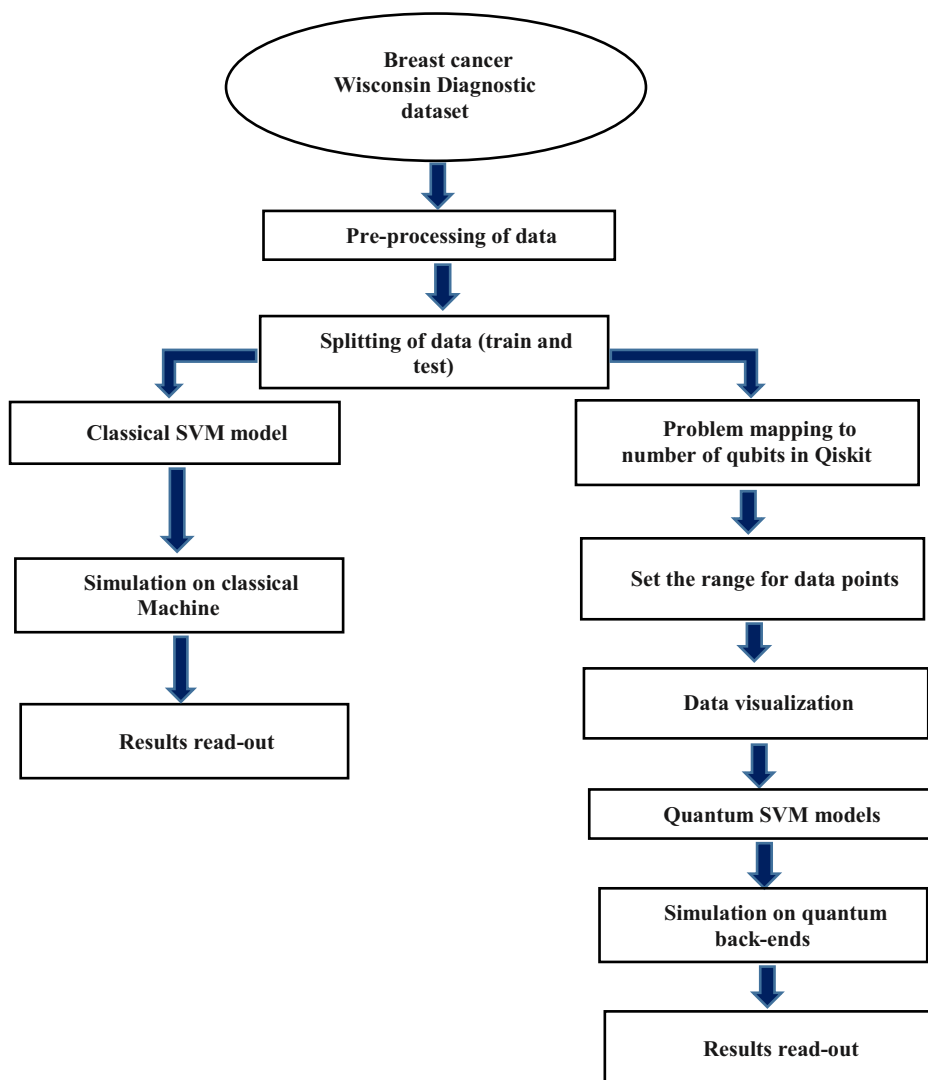 Breast cancer
Wisconsin Diagnostic
dataset
Pre-processing of data
Splitting of data (train and
test)
Classical SVM model
Simulation on classical
Machine
Results read-out
Problem mapping to
number of qubits in Qiskit
Set the range for data points
Data visualization
Quantum SVM models
Simulation on quantum
back-ends
Results read-out